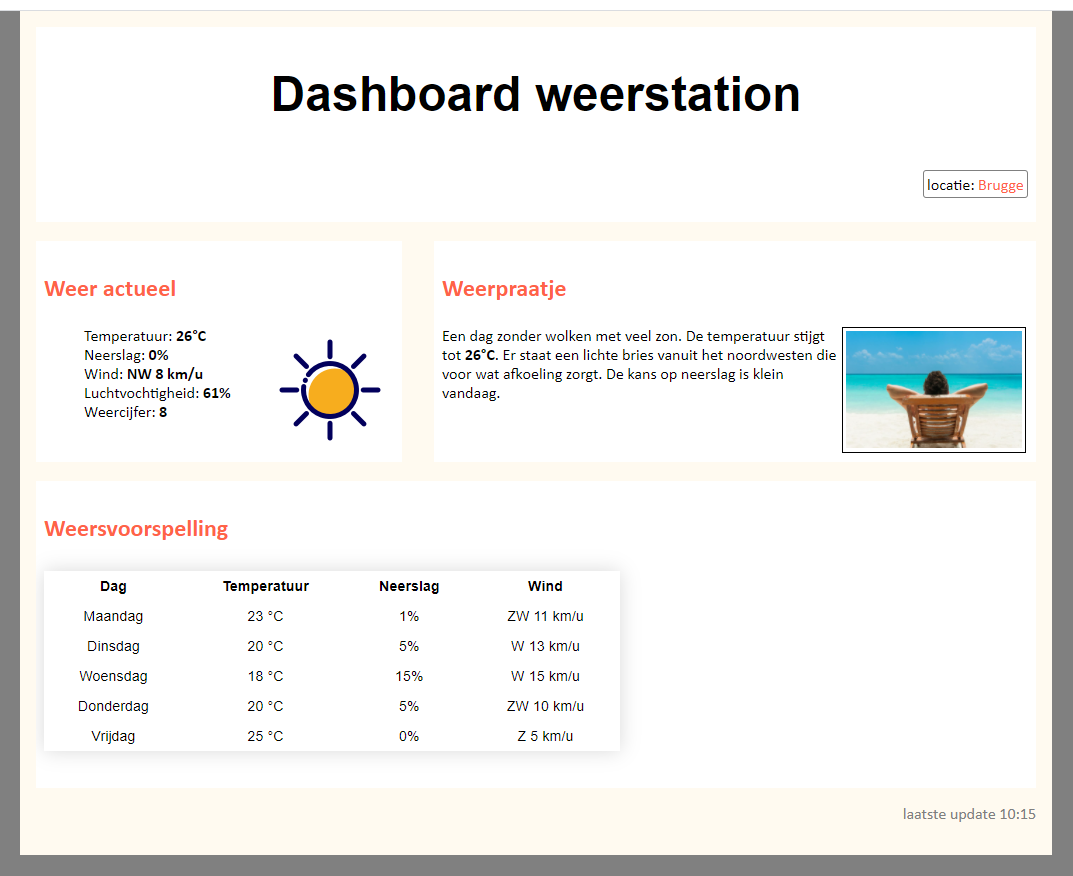 Dashboard weerstation
locatie: Brugge
Weer actueel
Temperatuur: 26°C
Neerslag: 0%
Wind: NW 8 km/u
Luchtvochtigheid: 61%
Weercijfer: 8
Weerpraatje
Een dag zonder wolken met veel zon. De temperatuur stijgt
tot 26°C. Er staat een lichte bries vanuit het noordwesten die
voor wat afkoeling zorgt. De kans op neerslag is klein
vandaag.
Weersvoorspelling
Dag Temperatuur Neerslag Wind
Maandag 23 °C 1% ZW 11 km/u
Dinsdag 20 °C 5% W 13 km/u
Woensdag 18 °C 15% W 15 km/u
Donderdag 20 °C 5% ZW 10 km/u
Vrijdag 25 °C 0% Z 5 km/u
laatste update 10:15